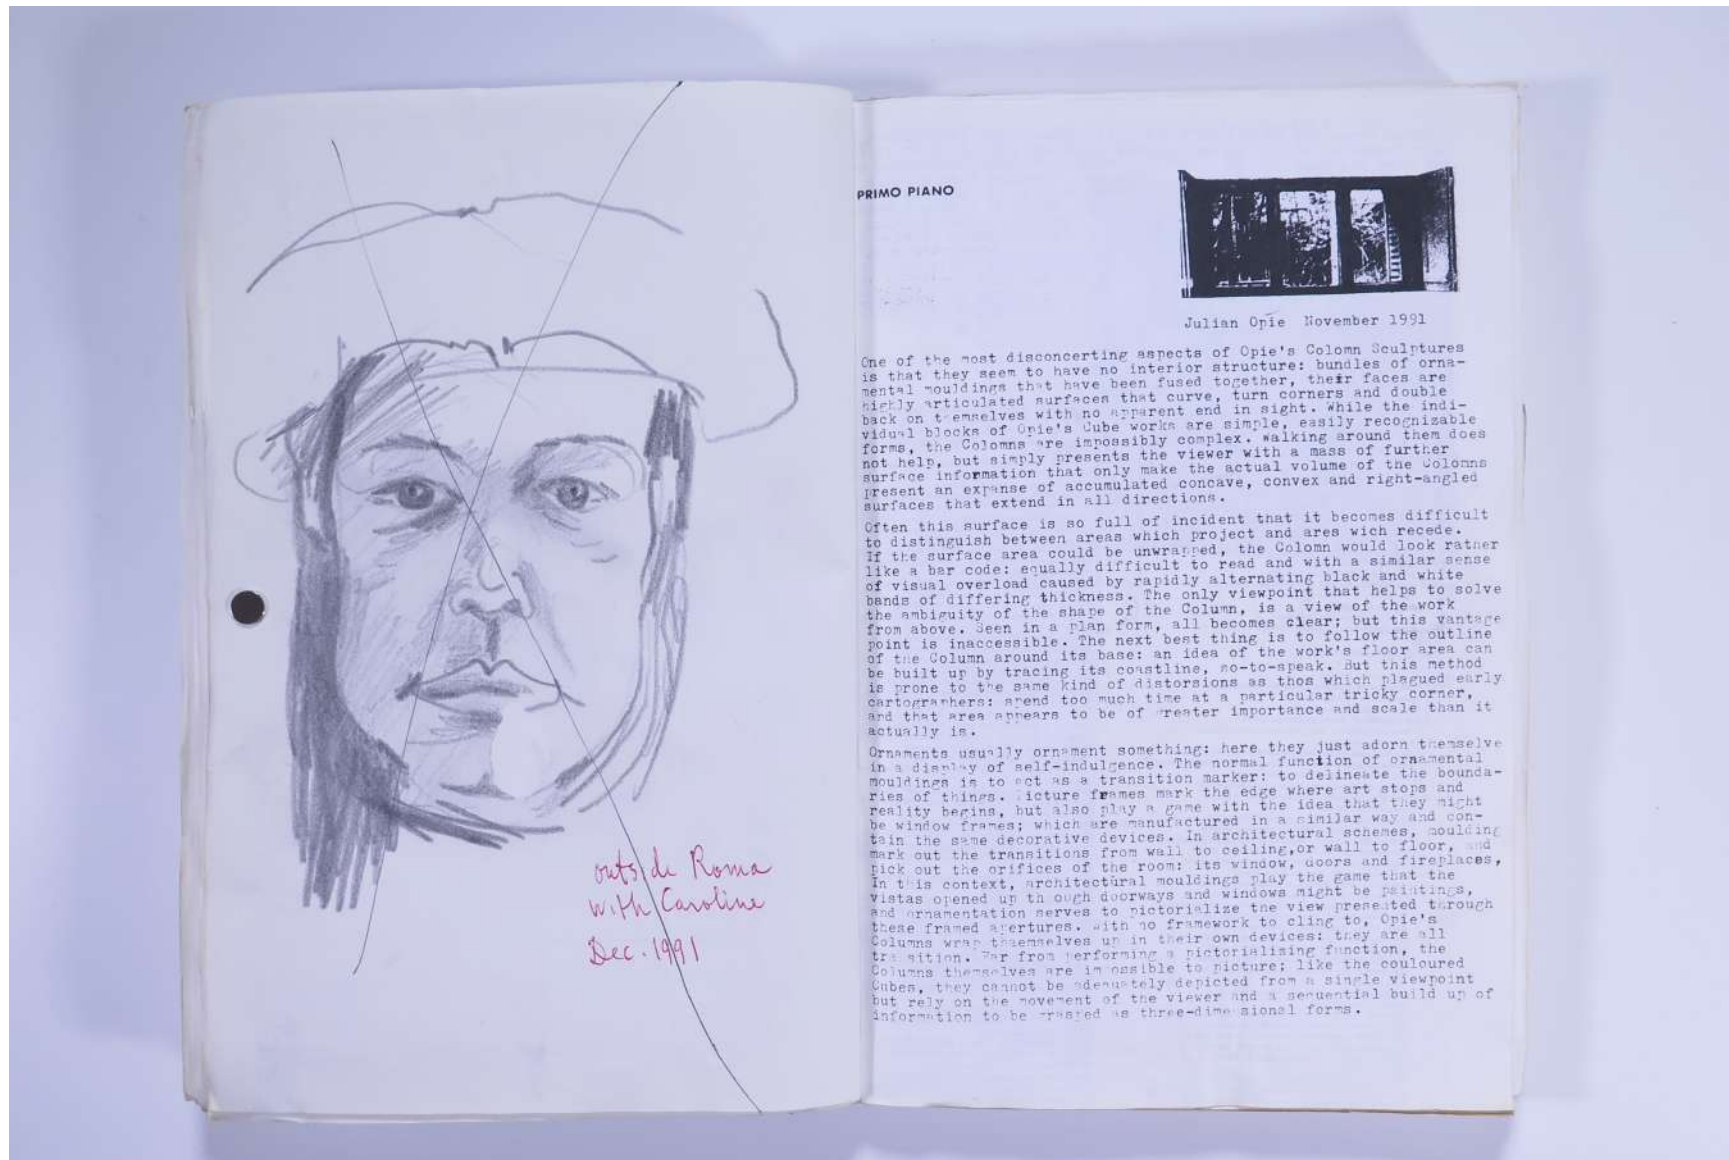 outside Roma
with Caroline
Dec. 1991
PRIMO PIANO
Julian Opie November 1991
One of the most disconcerting aspects of Opie's Colomn Sculptures
is that they seem to have no interior structure: bundles of orna-
mental mouldings that have been fused together, their faces are
highly articulated surfaces that curve, turn corners and double
back on themselves with no apparent end in sight. While the indi-
vidual blocks of Opie's Cube works are simple, easily recognizable
forms, the Colomns are impossibly complex. Walking around them does
not help, but simply presents the viewer with a mass of further
surface information that only make the actual volume of the Colomns
present an expanse of accumulated concave, convex and right-angled
surfaces that extend in all directions.
Often this surface is so full of incident that it becomes difficult
to distinguish between areas which project and ares wich recede.
If the surface area could be unwrapped, the Colomn would look rather
like a bar code: equally difficult to read and with a similar sense
of visual overload caused by rapidly alternating black and white
bands of differing thickness. The only viewpoint that helps to solve
the ambiguity of the shape of the Column, is a view of the work
from above. Seen in a plan form, all becomes clear; but this vantage
point is inaccessible. The next best thing is to follow the outline
of the Column around its base: an idea of the work's floor area can
be built up by tracing its coastline, so-to-speak. But this method
is prone to the same kind of distorsions as thos which plagued early
cartographers: spend too much time at a particular tricky corner,
and that area appears to be of greater importance and scale than it
actually is.
Ornaments usually ornament something: here they just adorn themselve
in a display of self-indulgence. The normal function of ornamental
mouldings is to act as a transition marker: to delineate the bounda-
ries of things. Picture frames mark the edge where art stops and
reality begins, but also play a game with the idea that they might
be window frames; which are manufactured in a similar way and con-
tain the same decorative devices. In architectural schemes, moulding
mark out the transitions from wall to ceiling,or wall to floor, and
pick out the orifices of the room: its window, doors and fireplaces,
In this context, architectural mouldings play the game that the
vistas opened up through doorways and windows might be paintings,
and ornamentation serves to pictorialize the view presented through
these framed apertures. With no framework to cling to, Opie's
Columns wrap thaemselves up in their own devices: they are all
transition. Far from performing a pictorialising function, the
Columns themselves are impossible to picture; like the couloured
Cubes, they cannot be adequately depicted from a single viewpoint
but rely on the movement of the viewer and a sequential build up of
information to be grasped as three-dimensional forms.